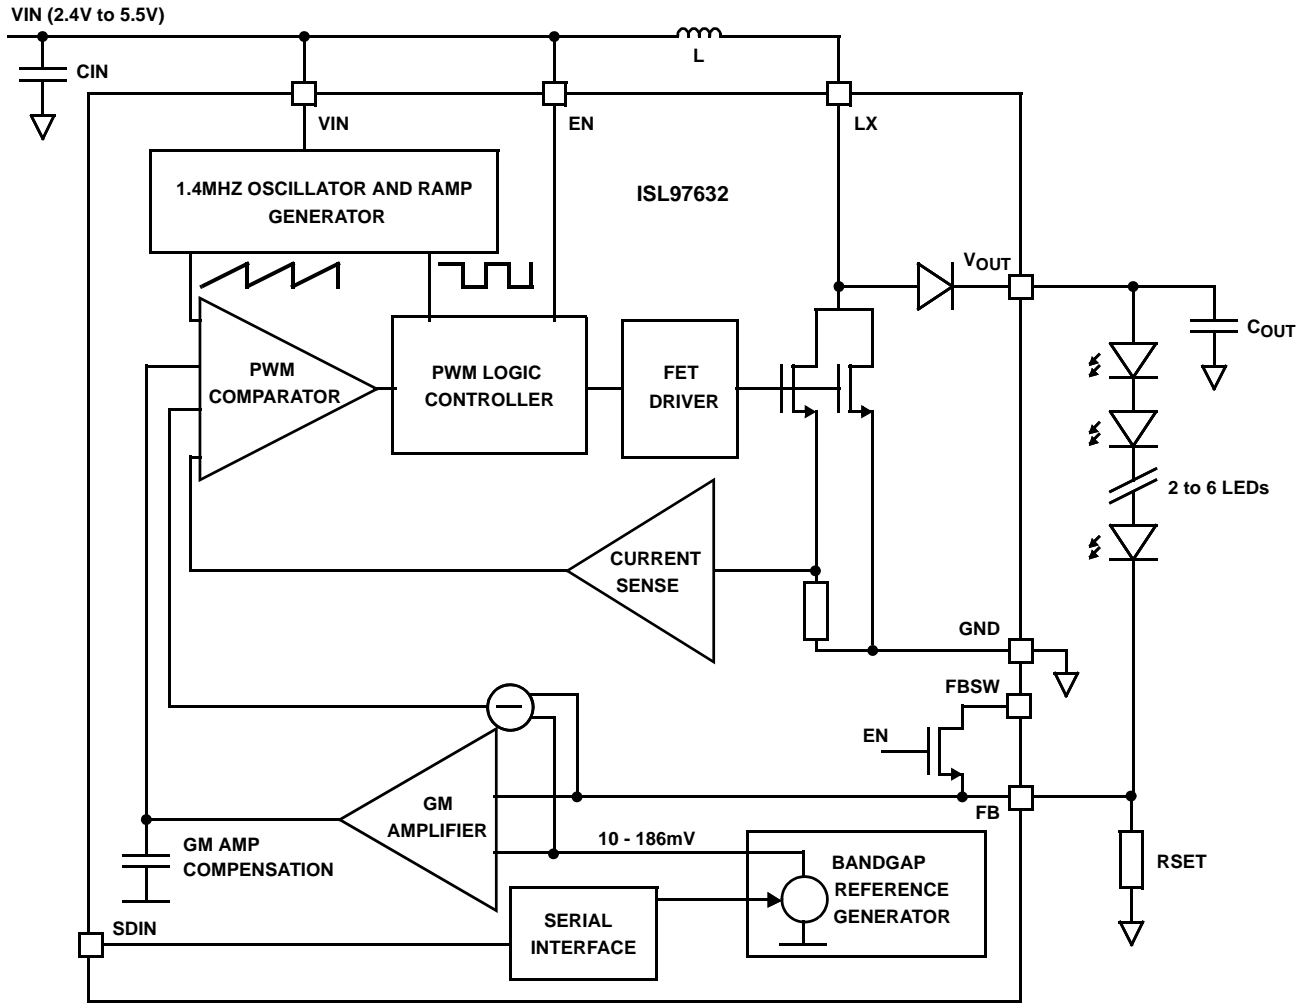 VIN (2.4V to 5.5V)
L
CIN
VIN
EN
LX
1.4MHZ OSCILLATOR AND RAMP
GENERATOR
ISL97632
VOUT
COUT
PWM
COMPARATOR
PWM LOGIC
CONTROLLER
FET
DRIVER
2 to 6 LEDs
CURRENT
SENSE
GND
FBSW
EN
GM
AMPLIFIER
FB
10 - 186mV
GM AMP
COMPENSATION
BANDGAP
REFERENCE
GENERATOR
RSET
SDIN
SERIAL
INTERFACE